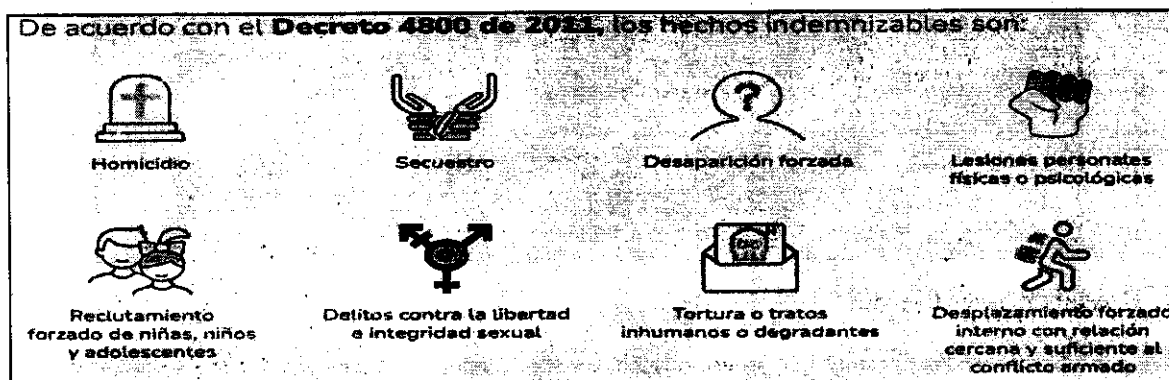 De acuerdo con el Decreto 4800 de 2011, los hechos indemnizables son:
Homicidio
Secuestro
Desaparición forzada
Lesiones personales
físicas o psicológicas
Reclutamiento
forzado de niñas, niños
y adolescentes
Delitos contra la libertad
e integridad sexual
Tortura o tratos
inhumanos o degradantes
Desplazamiento forzado
interno con relación
cercana y suficiente al
conflicto armado